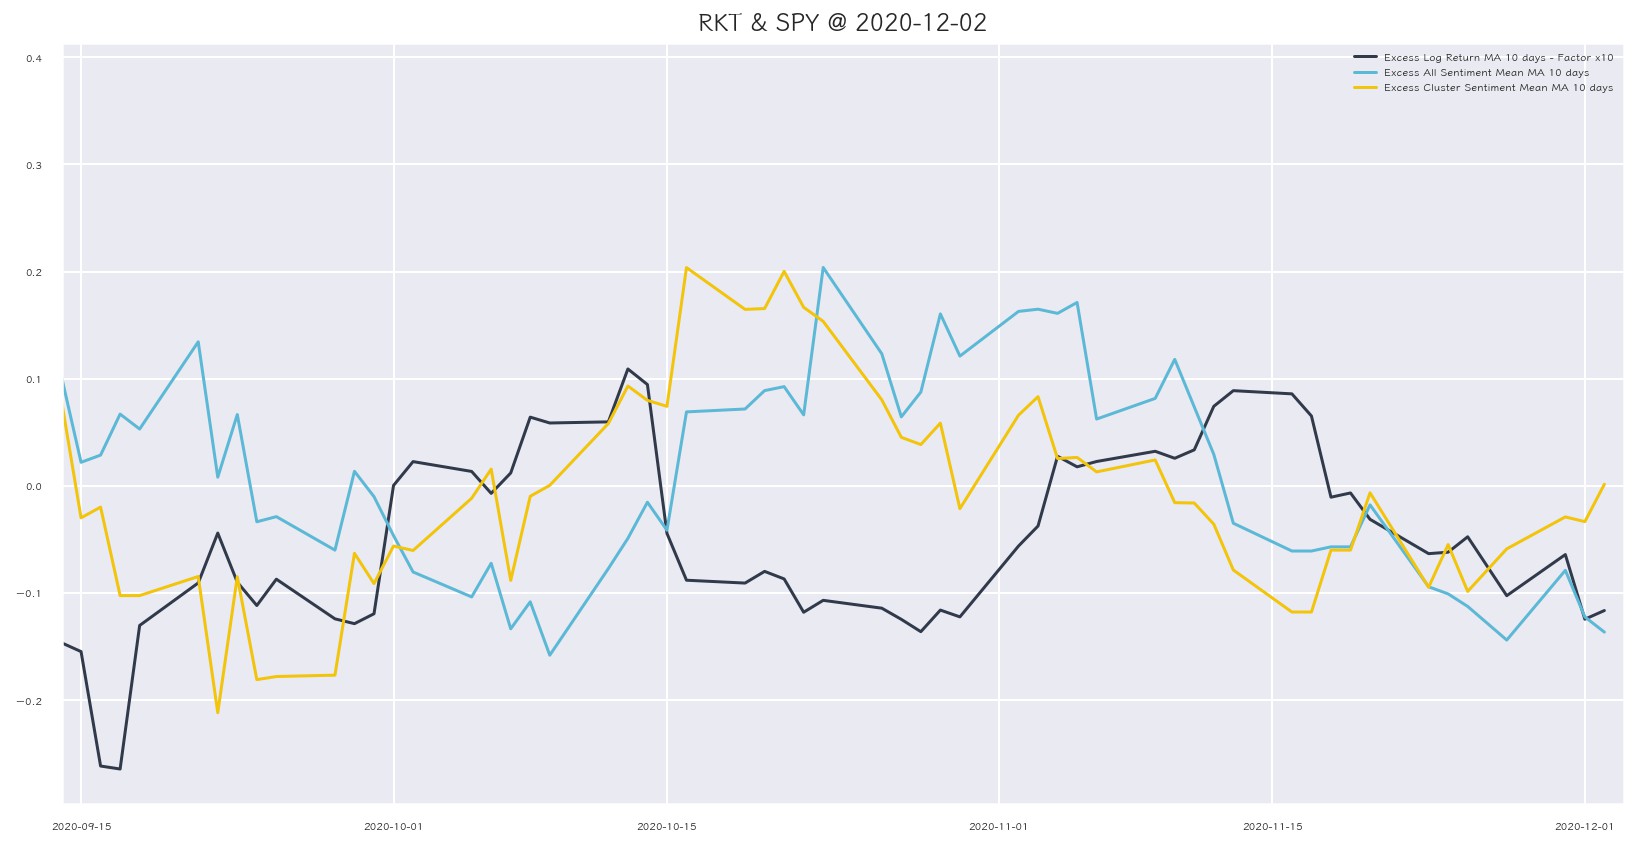 RKT & SPY @ 2020-12-02
Excess Log Return MA 10 days - Factor x10
Excess All Sentiment Mean MA 10 days
Excess Cluster Sentiment Mean MA 10 days
0.4
0.3
0.2
0.1
0.0
−0.1
−0.2
2020-09-15 2020-10-01 2020-10-15 2020-11-01 2020-11-15 2020-12-01